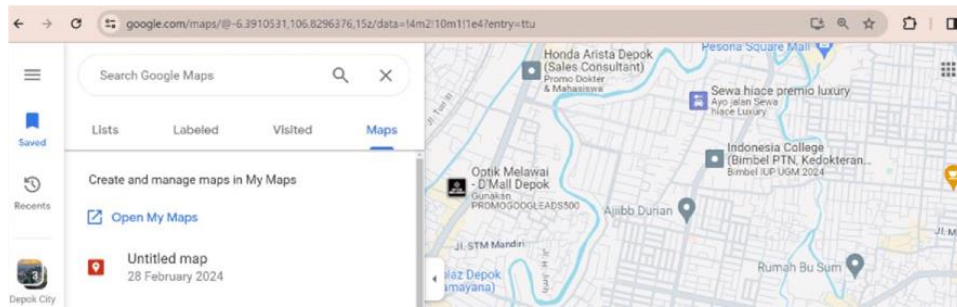 google.com/maps/@-6.3910531,106.8296376,15z/data=!4m2!10m1!1e4?entry=ttu
Search Google Maps
Saved
Recents
3
Depok City
Lists Labeled Visited Maps
Create and manage maps in My Maps
Open My Maps
Untitled map
28 February 2024
Honda Arista Depok
(Sales Consultant)
Promo Dokter
& Mahasiswa
Pesona Square Mall
Sewa hiace premio luxury
Ayo jalan Sewa
hiace Luxury
Indonesia College
(Bimbel PTN, Kedokteran...
Bimbel IUP UGM 2024
Optik Melawai
- D'Mall Depok
Gunakan
PROMOGOOGLEADS500
Ajiibb Durian
Jl. STM Mandiri
Rumah Bu Sum
Jl. M
laz Depok
amayana)